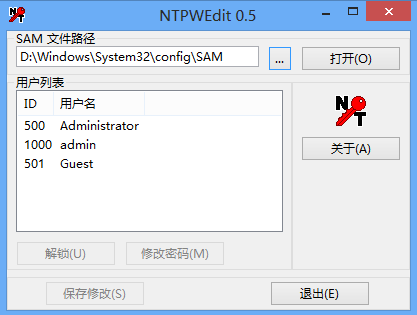 NTPWEdit 0.5
SAM 文件路径
D:\Windows\System32\config\SAM
...
打开(O)
用户列表
ID 用户名
500 Administrator
1000 admin
501 Guest
N T
关于(A)
解锁(U)
修改密码(M)
保存修改(S)
退出(E)